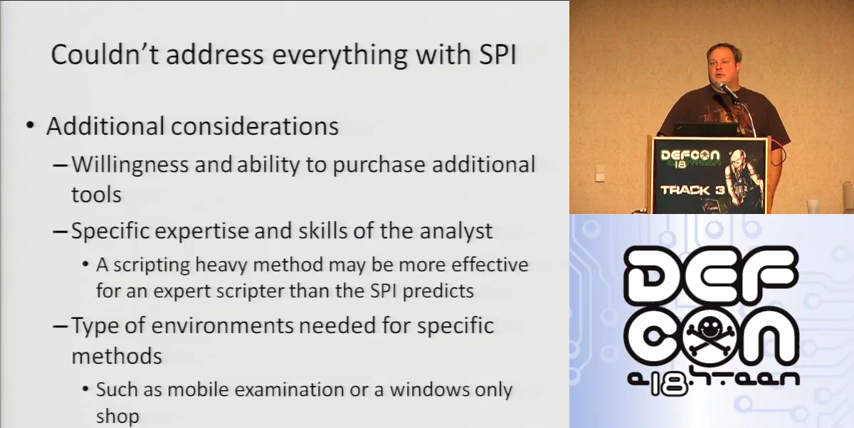 Couldn't address everything with SPI
• Additional considerations
–Willingness and ability to purchase additional
tools
–Specific expertise and skills of the analyst
• A scripting heavy method may be more effective
for an expert scripter than the SPI predicts
–Type of environments needed for specific
methods
• Such as mobile examination or a windows only
shop
DEFCON
18
TRACK 3
DEF
CON
e18hteen